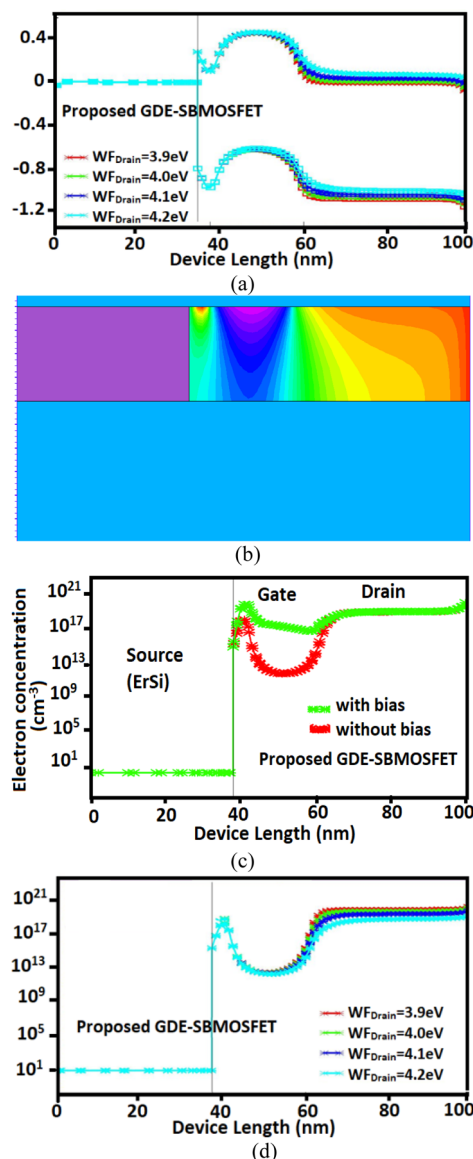 0.4
0
-0.4
-0.8
-1.2
Proposed GDE-SBMOSFET
WFDrain=3.9eV
WFDrain=4.0eV
WFDrain=4.1eV
WFDrain=4.2eV
0 20 40 60 80 100
Device Length (nm)
(a)
(b)
Electron concentration
(cm-3)
10^21
10^17
10^13
10^9
10^5
10^1
Gate
Drain
Source
(ErSi)
with bias
without bias
Proposed GDE-SBMOSFET
0 20 40 60 80 100
Device Length (nm)
(c)
10^21
10^17
10^13
10^9
10^5
10^1
Proposed GDE-SBMOSFET
WFDrain=3.9eV
WFDrain=4.0eV
WFDrain=4.1eV
WFDrain=4.2eV
0 20 40 60 80 100
Device Length (nm)
(d)